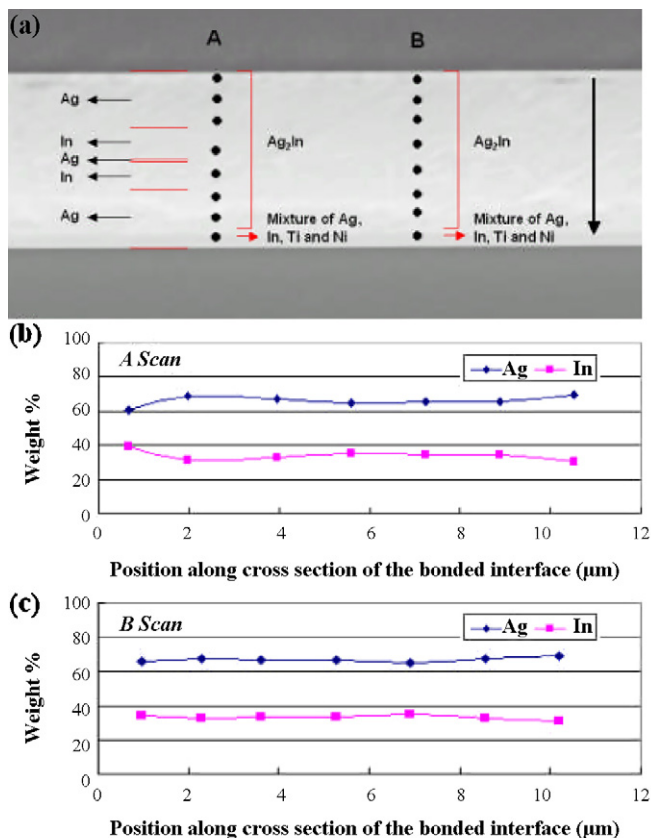 (a)
A
B
Ag
In
Ag
In
Ag
Ag₂In
Ag₂In
Mixture of Ag,
In, Ti and Ni
Mixture of Ag,
In, Ti and Ni
(b)
A Scan
Ag
In
Weight %
100
80
60
40
20
0
0
2
4
6
8
10
12
Position along cross section of the bonded interface (μm)
(c)
B Scan
Ag
In
Weight %
100
80
60
40
20
0
0
2
4
6
8
10
12
Position along cross section of the bonded interface (μm)